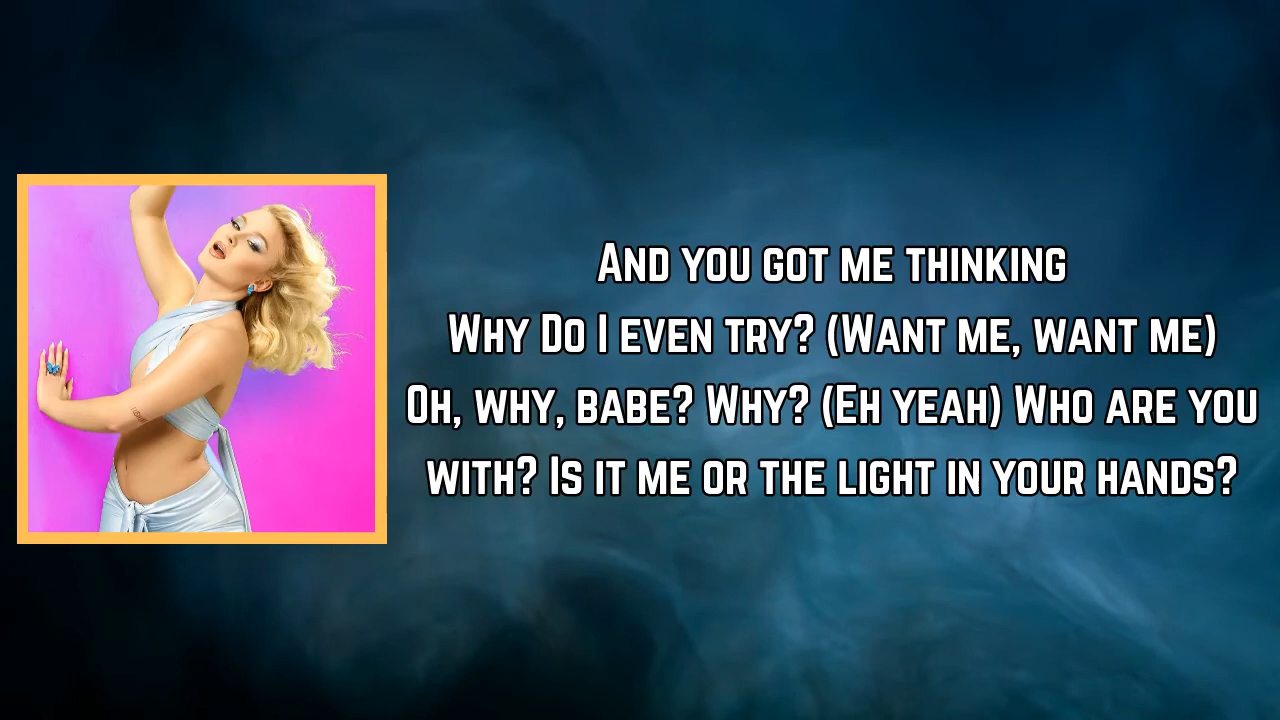 And you got me thinking
Why Do I even try? (Want me, want me)
Oh, why, babe? Why? (Eh yeah) Who are you
with? Is it me or the light in your hands?